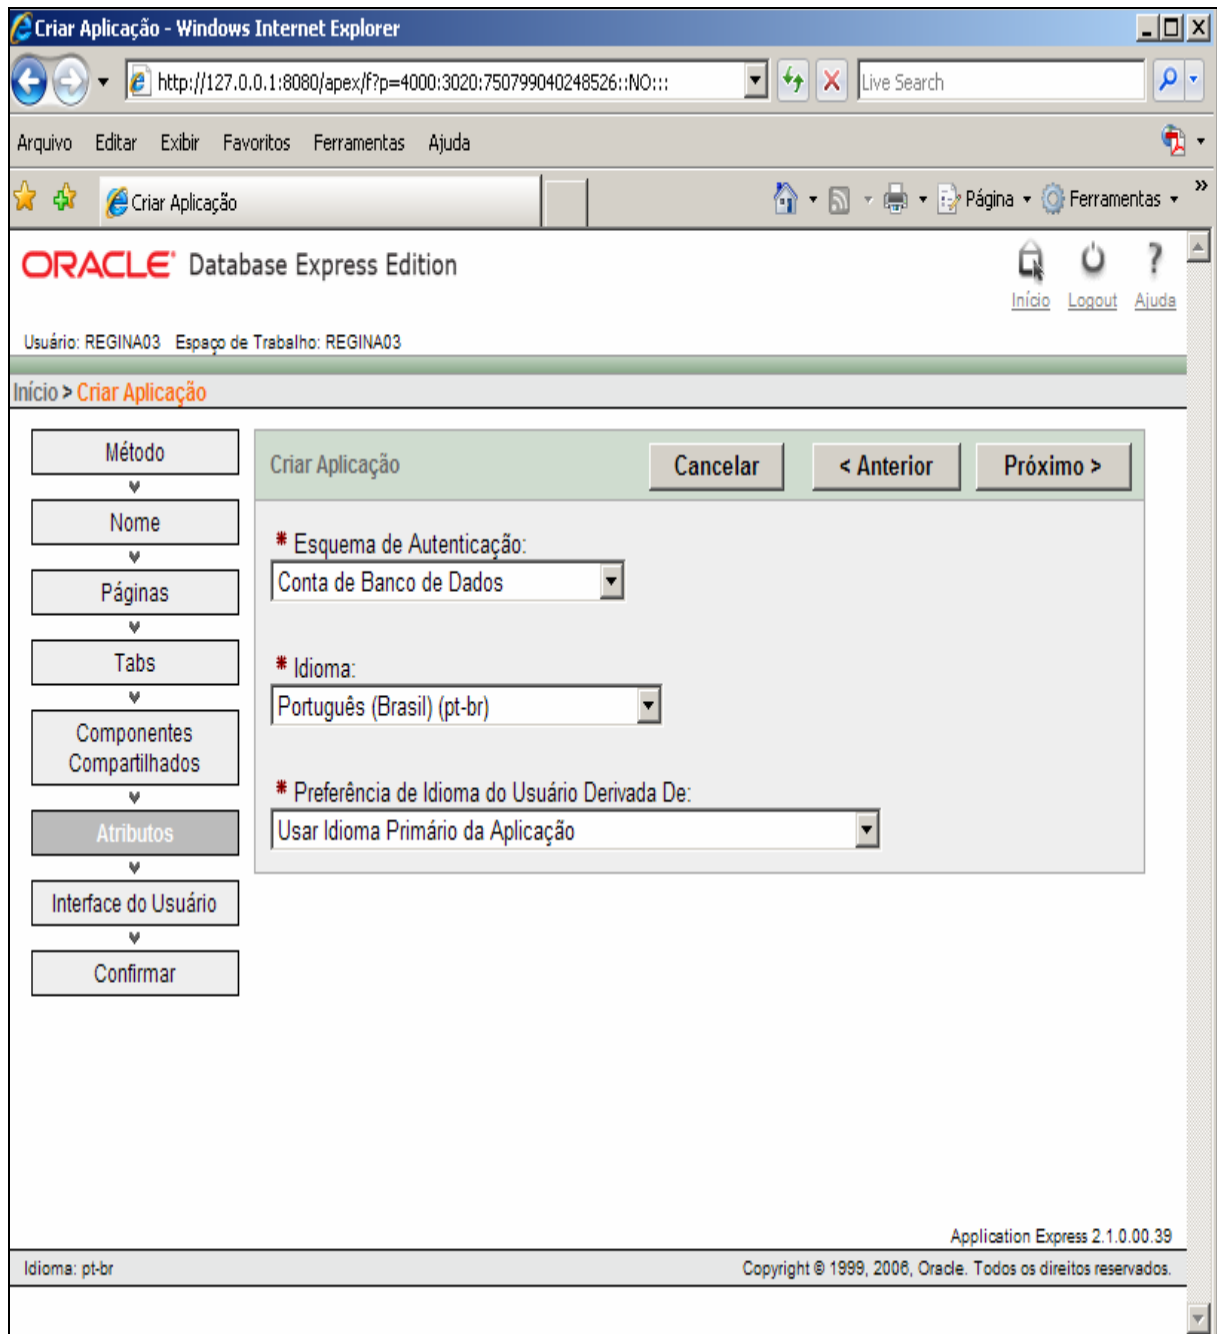 Criar Aplicação - Windows Internet Explorer
http://127.0.0.1:8080/apex/f?p=4000:3020:750799040248526::NO:::
Live Search
Arquivo Editar Exibir Favoritos Ferramentas Ajuda
Criar Aplicação
Página Ferramentas
ORACLE Database Express Edition
Início Logout Ajuda
Usuário: REGINA03 Espaço de Trabalho: REGINA03
Início > Criar Aplicação
Método
Nome
Páginas
Tabs
Componentes
Compartilhados
Atributos
Interface do Usuário
Confirmar
Criar Aplicação
Cancelar
< Anterior
Próximo >
* Esquema de Autenticação:
Conta de Banco de Dados
* Idioma:
Português (Brasil) (pt-br)
* Preferência de Idioma do Usuário Derivada De:
Usar Idioma Primário da Aplicação
Application Express 2.1.0.00.39
Idioma: pt-br
Copyright © 1999, 2006, Oracle. Todos os direitos reservados.